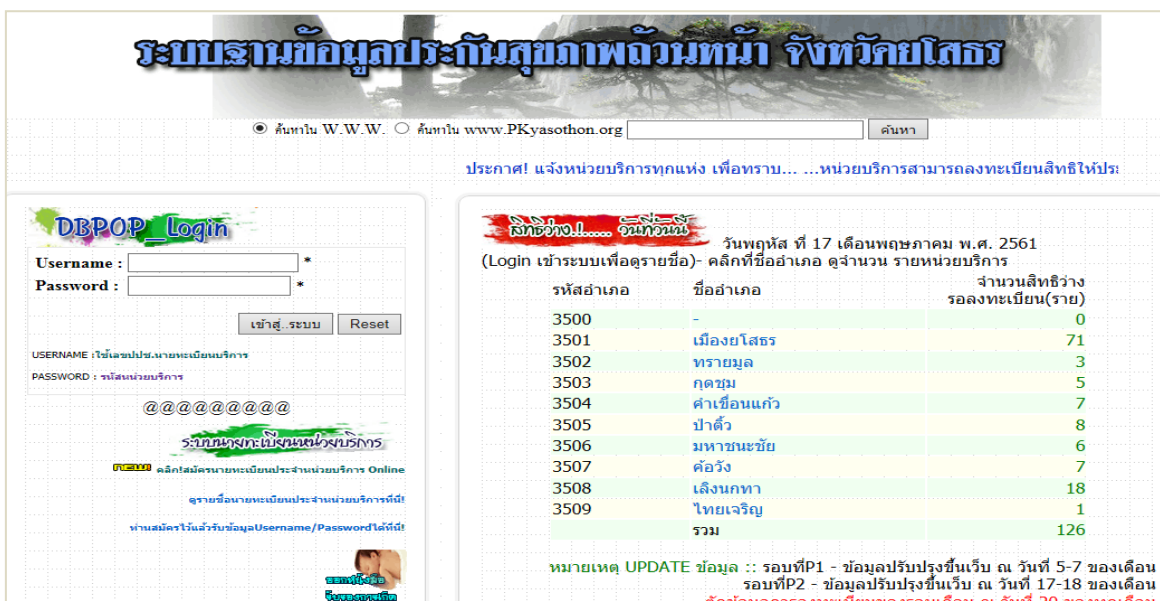 ระบบฐานข้อมูลประกันสุขภาพถ้วนหน้า จังหวัดยโสธร
ค้นหาใน W.W.W. ค้นหาใน www.PKyasothon.org ค้นหา
ประกาศ! แจ้งหน่วยบริการทุกแห่ง เพื่อทราบ... ...หน่วยบริการสามารถลงทะเบียนสิทธิให้ประ
DBPOP_Login
Username : *
Password : *
เข้าสู่..ระบบ Reset
USERNAME :ใช้เลขปปช.นายทะเบียนบริการ
PASSWORD : รหัสหน่วยบริการ
@@@@@@@@@
ระบบนายทะเบียนหน่วยบริการ
new! คลิก!สมัครนายทะเบียนประจำหน่วยบริการ Online
ดูรายชื่อนายทะเบียนประจำหน่วยบริการที่นี่!
ท่านสมัครไว้แล้วรับข้อมูลUsername/Passwordได้ที่นี่!
สิทธิว่าง.!...... วันที่วันนี้
วันพฤหัส ที่ 17 เดือนพฤษภาคม พ.ศ. 2561
(Login เข้าระบบเพื่อดูรายชื่อ)- คลิกที่ชื่ออำเภอ ดูจำนวน รายหน่วยบริการ
รหัสอำเภอ ชื่ออำเภอ จำนวนสิทธิว่าง
รอลงทะเบียน(ราย)
3500 - 0
3501 เมืองยโสธร 71
3502 ทรายมูล 3
3503 กุดชุม 5
3504 คำเขื่อนแก้ว 7
3505 ป่าติ้ว 8
3506 มหาชนะชัย 6
3507 ค้อวัง 7
3508 เลิงนกทา 18
3509 ไทยเจริญ 1
รวม 126
หมายเหตุ UPDATE ข้อมูล :: รอบที่P1 - ข้อมูลปรับปรุงขึ้นเว็บ ณ วันที่ 5-7 ของเดือน
รอบที่P2 - ข้อมูลปรับปรุงขึ้นเว็บ ณ วันที่ 17-18 ของเดือน